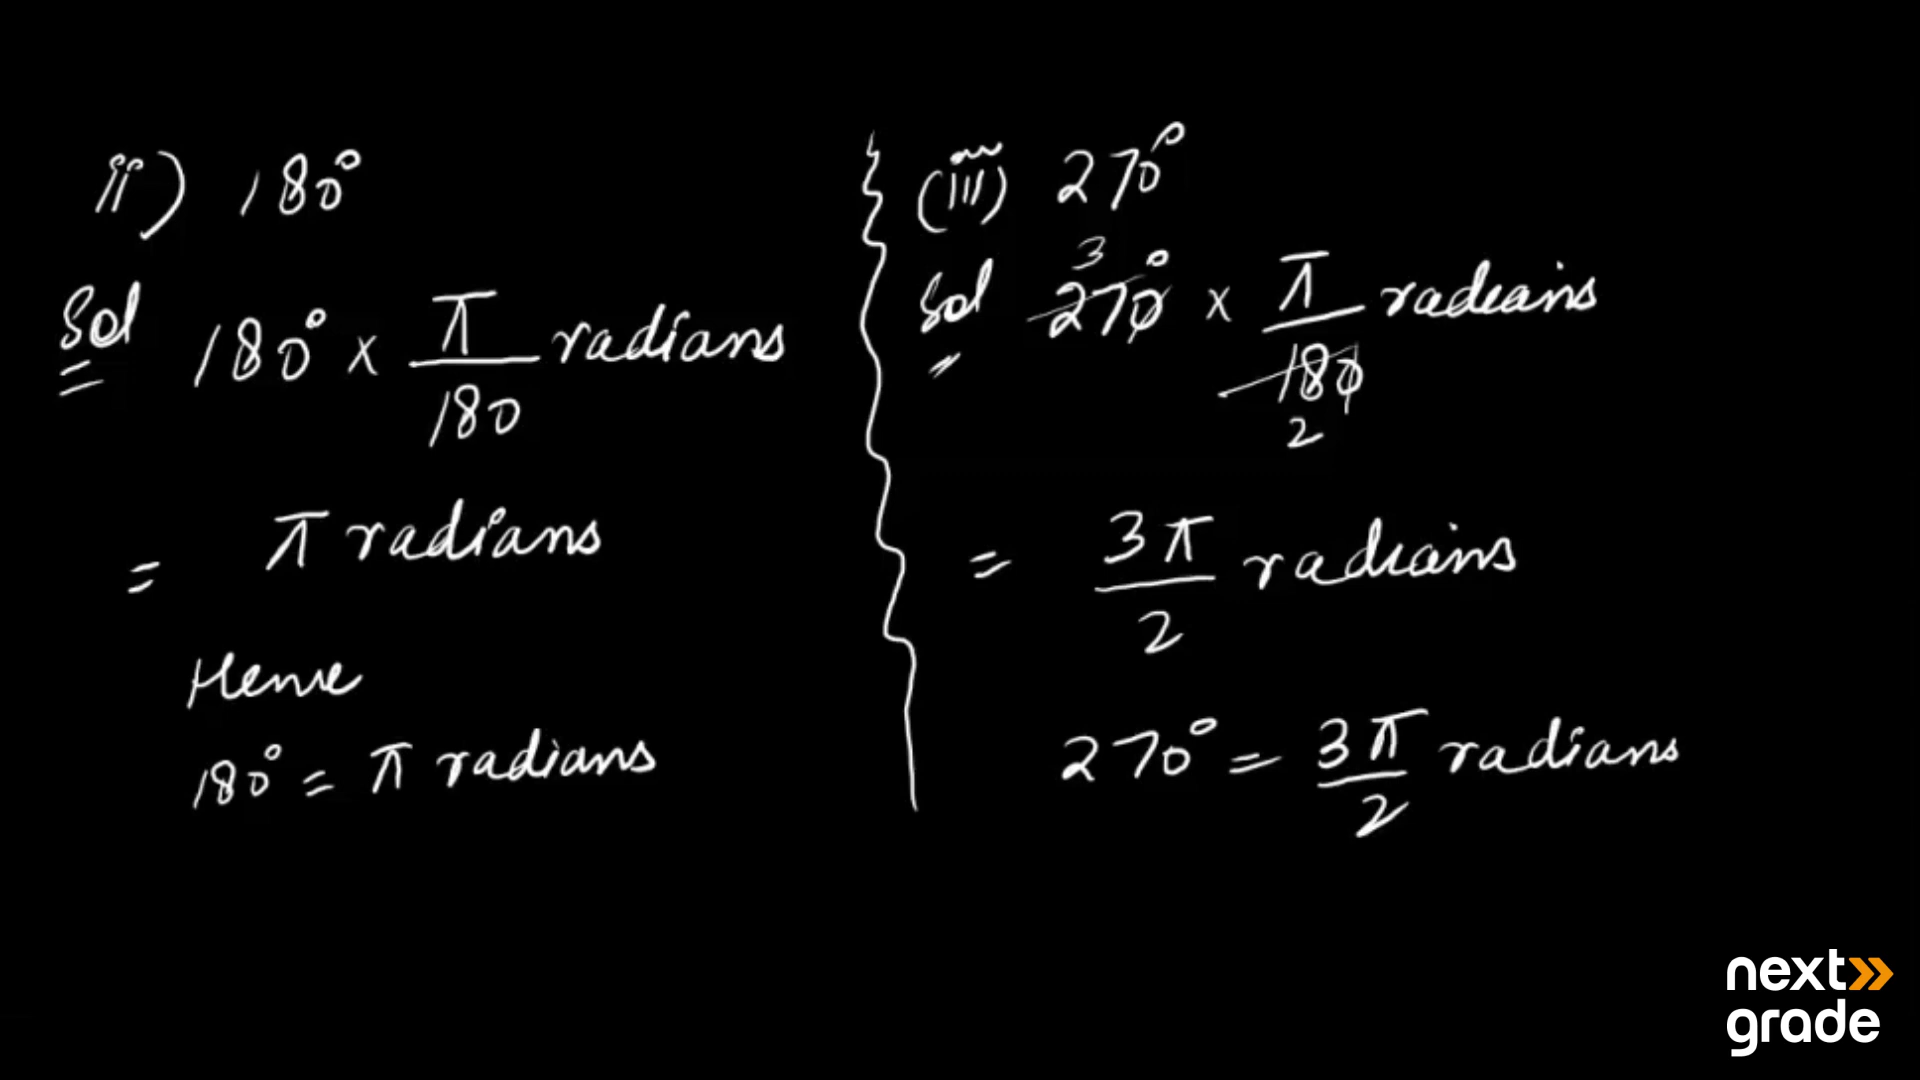 ii) 180°
Sol 180° × π/180 radians
= π radians
Hence
180° = π radians
(iii) 270°
Sol 3
270° × π/180 radians
2
= 3π/2 radians
270° = 3π/2 radians
next
grade